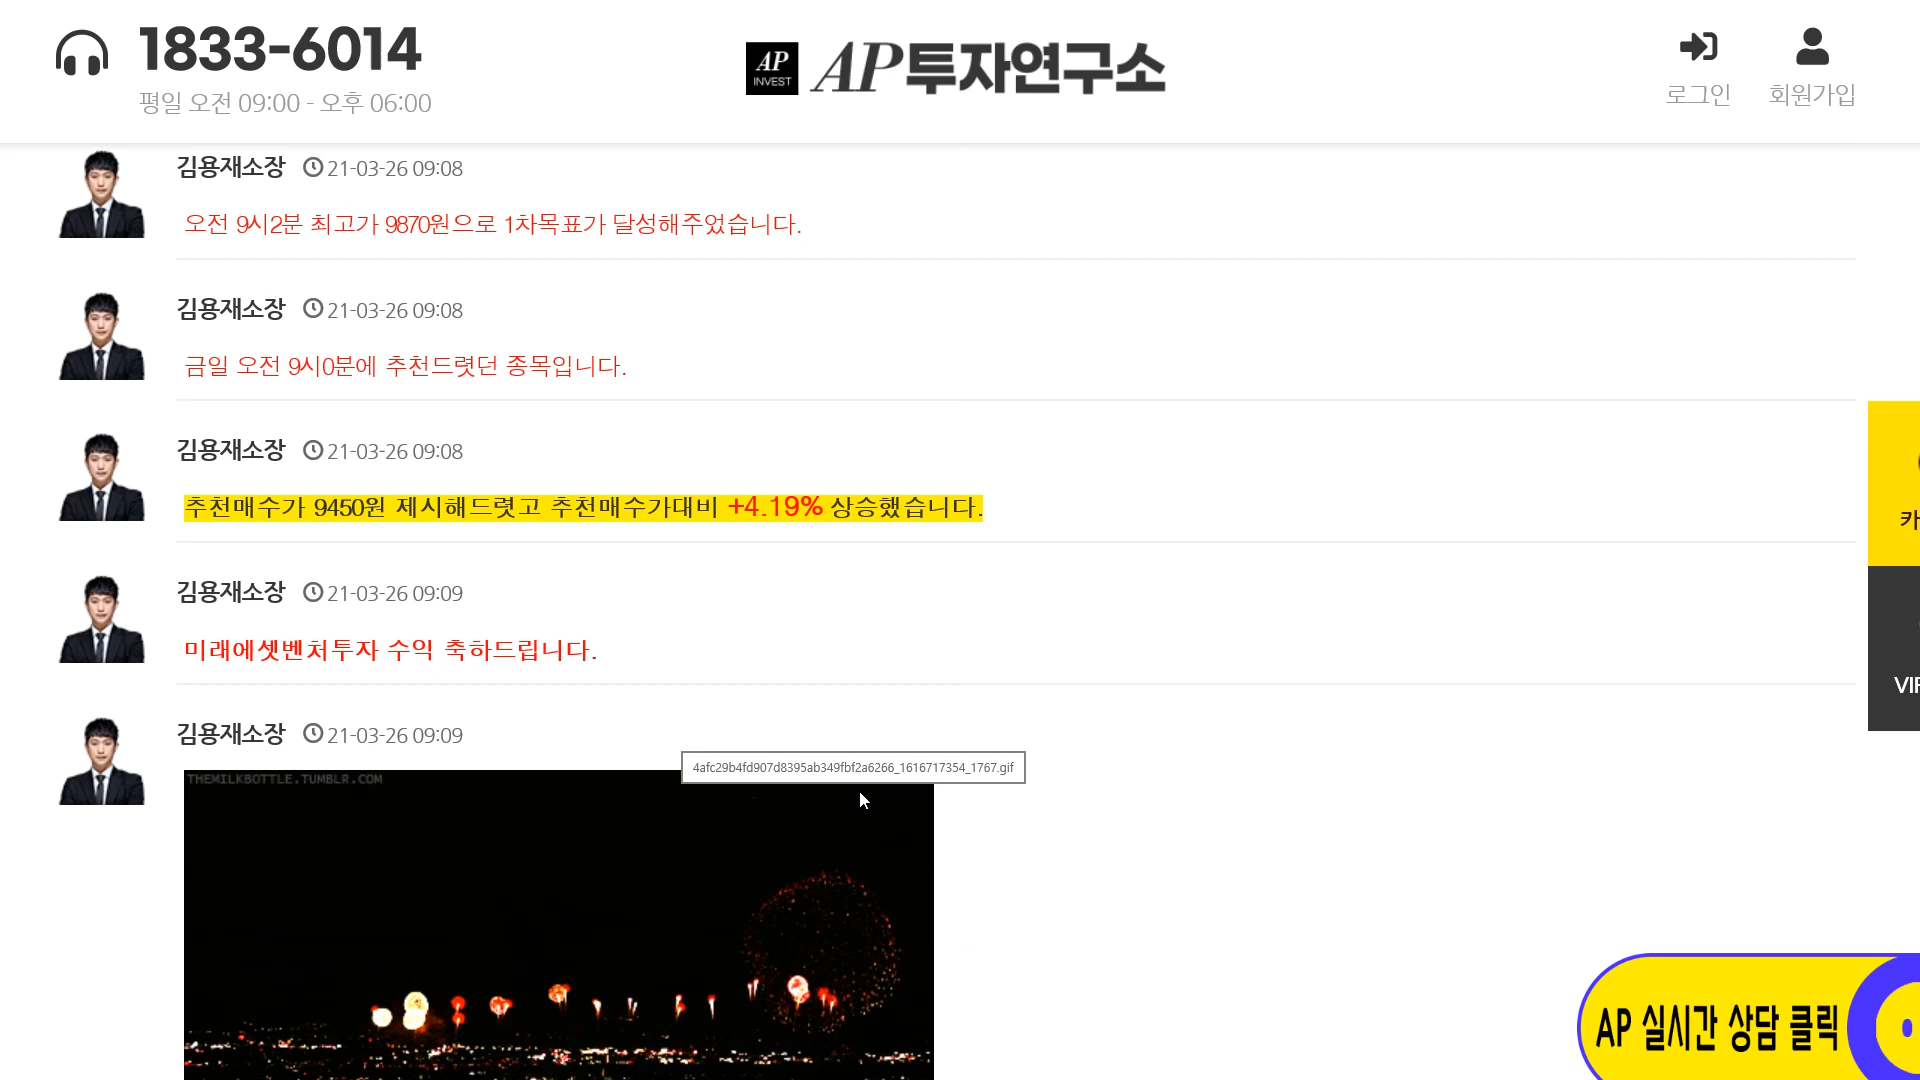 1833-6014
평일 오전 09:00 - 오후 06:00
AP
INVEST
AP투자연구소
로그인
회원가입
김용재소장 21-03-26 09:08
오전 9시2분 최고가 9870원으로 1차목표가 달성해주었습니다.
김용재소장 21-03-26 09:08
금일 오전 9시0분에 추천드렷던 종목입니다.
김용재소장 21-03-26 09:08
추천매수가 9450원 제시해드렷고 추천매수가대비 +4.19% 상승했습니다.
김용재소장 21-03-26 09:09
미래에셋벤처투자 수익 축하드립니다.
김용재소장 21-03-26 09:09
THEMILKBOTTLE.TUMBLR.COM
4afc29b4fd907d8395ab349fbf2a6266_1616717354_1767.gif
카
VIP
AP 실시간 상담 클릭